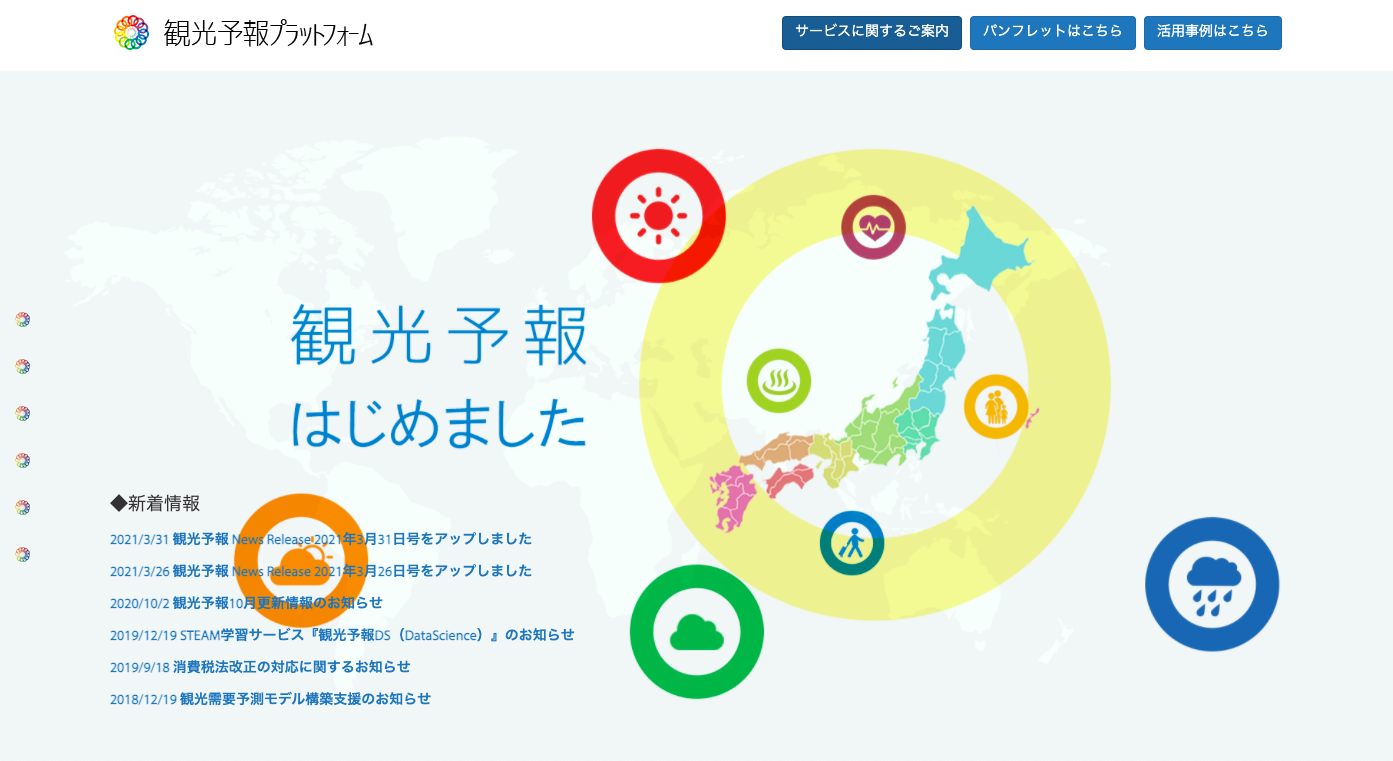 観光予報プラットフォーム
サービスに関するご案内
パンフレットはこちら
活用事例はこちら
観光予報
はじめました
◆新着情報
2021/3/31 観光予報 News Release 2021年3月31日号をアップしました
2021/3/26 観光予報 News Release 2021年3月26日号をアップしました
2020/10/2 観光予報10月更新情報のお知らせ
2019/12/19 STEAM学習サービス『観光予報DS（DataScience）』のお知らせ
2019/9/18 消費税法改正の対応に関するお知らせ
2018/12/19 観光需要予測モデル構築支援のお知らせ